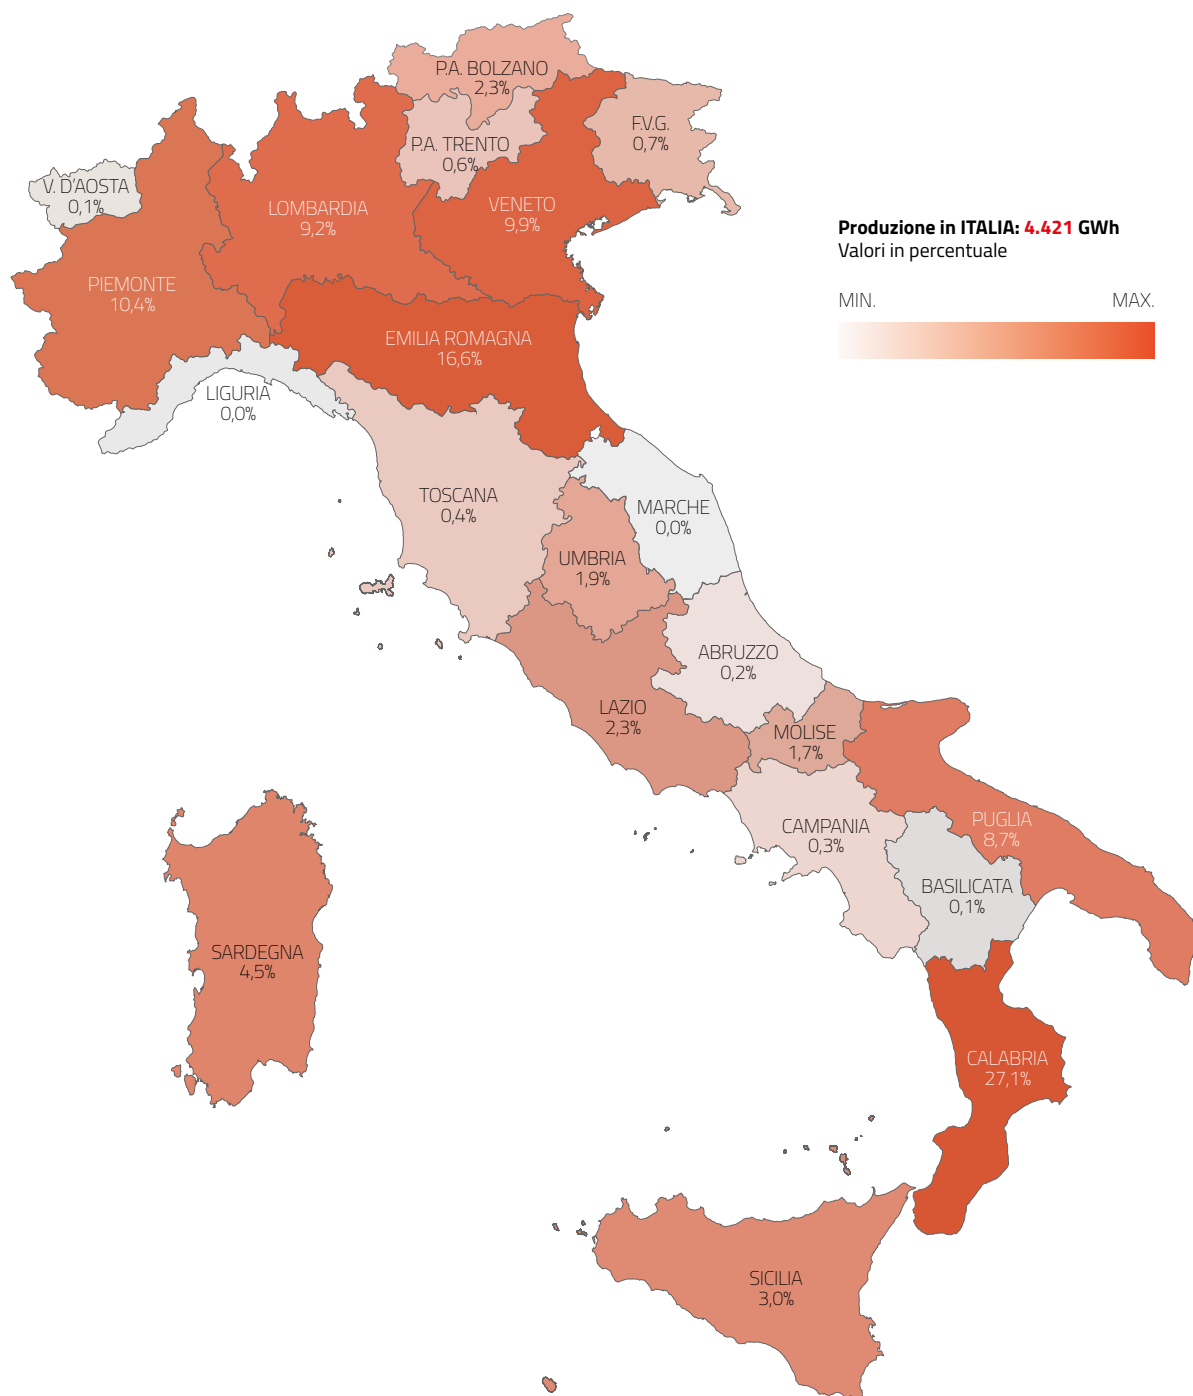 P.A. BOLZANO
2,3%
P.A. TRENTO
0,6%
F.V.G.
0,7%
V. D'AOSTA
0,1%
LOMBARDIA
9,2%
VENETO
9,9%
Produzione in ITALIA: 4.421 GWh
Valori in percentuale
MIN.
MAX.
PIEMONTE
10,4%
EMILIA ROMAGNA
16,6%
LIGURIA
0,0%
TOSCANA
0,4%
MARCHE
0,0%
UMBRIA
1,9%
ABRUZZO
0,2%
LAZIO
2,3%
MOLISE
1,7%
CAMPANIA
0,3%
PUGLIA
8,7%
BASILICATA
0,1%
SARDEGNA
4,5%
CALABRIA
27,1%
SICILIA
3,0%